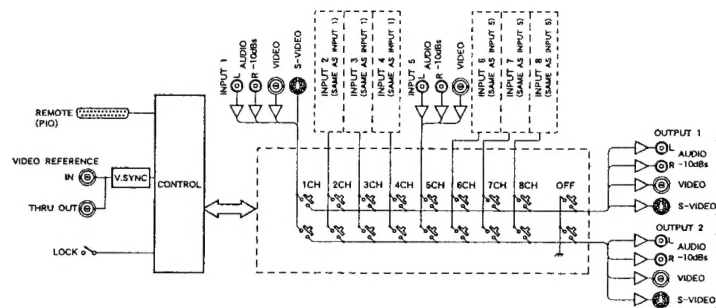 INPUT 1
L AUDIO
R -10dBs
VIDEO
S-VIDEO
INPUT 2
(SAME AS INPUT 1)
INPUT 3
(SAME AS INPUT 1)
INPUT 4
(SAME AS INPUT 1)
INPUT 5
L AUDIO
R -10dBs
VIDEO
INPUT 6
(SAME AS INPUT 5)
INPUT 7
(SAME AS INPUT 5)
INPUT 8
(SAME AS INPUT 5)
REMOTE
(PIO)
VIDEO REFERENCE
IN
V.SYNC
THRU OUT
LOCK
CONTROL
1CH 2CH 3CH 4CH 5CH 6CH 7CH 8CH OFF
OUTPUT 1
L AUDIO
R -10dBs
VIDEO
S-VIDEO
OUTPUT 2
L AUDIO
R -10dBs
VIDEO
S-VIDEO